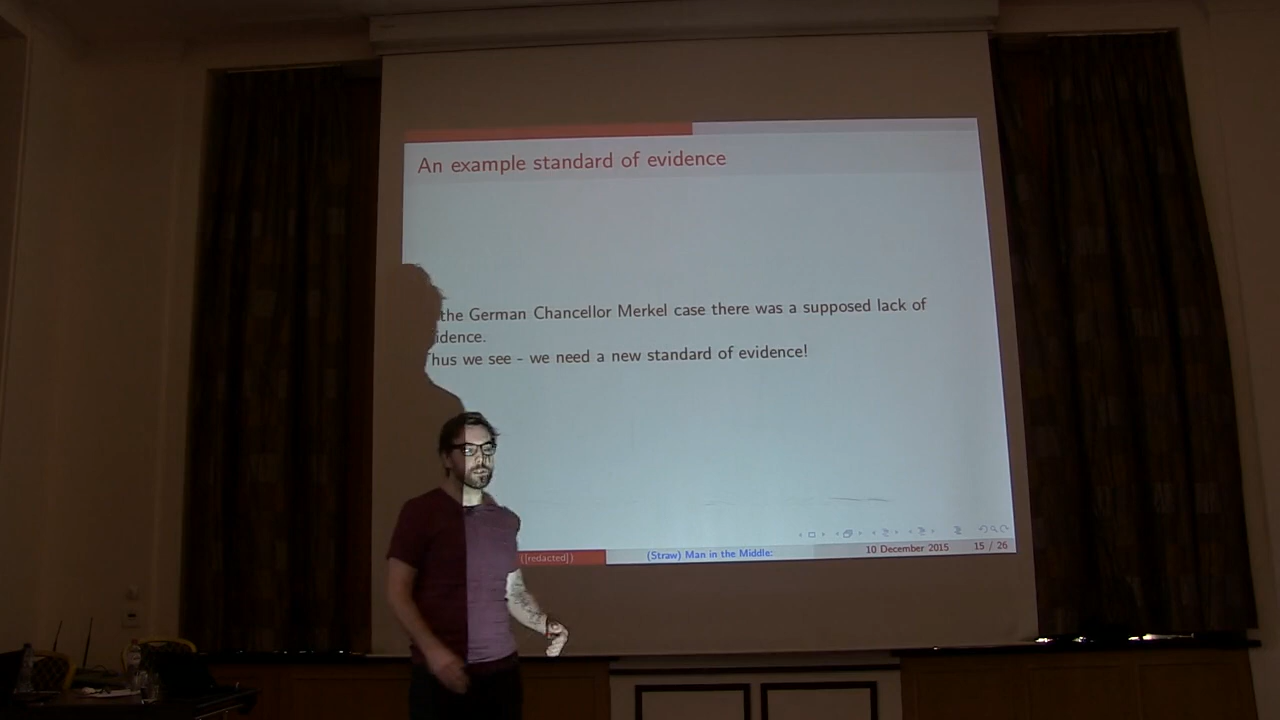 An example standard of evidence
the German Chancellor Merkel case there was a supposed lack of
idence.
hus we see - we need a new standard of evidence!
([redacted])
(Straw) Man in the Middle:
10 December 2015
15 / 26